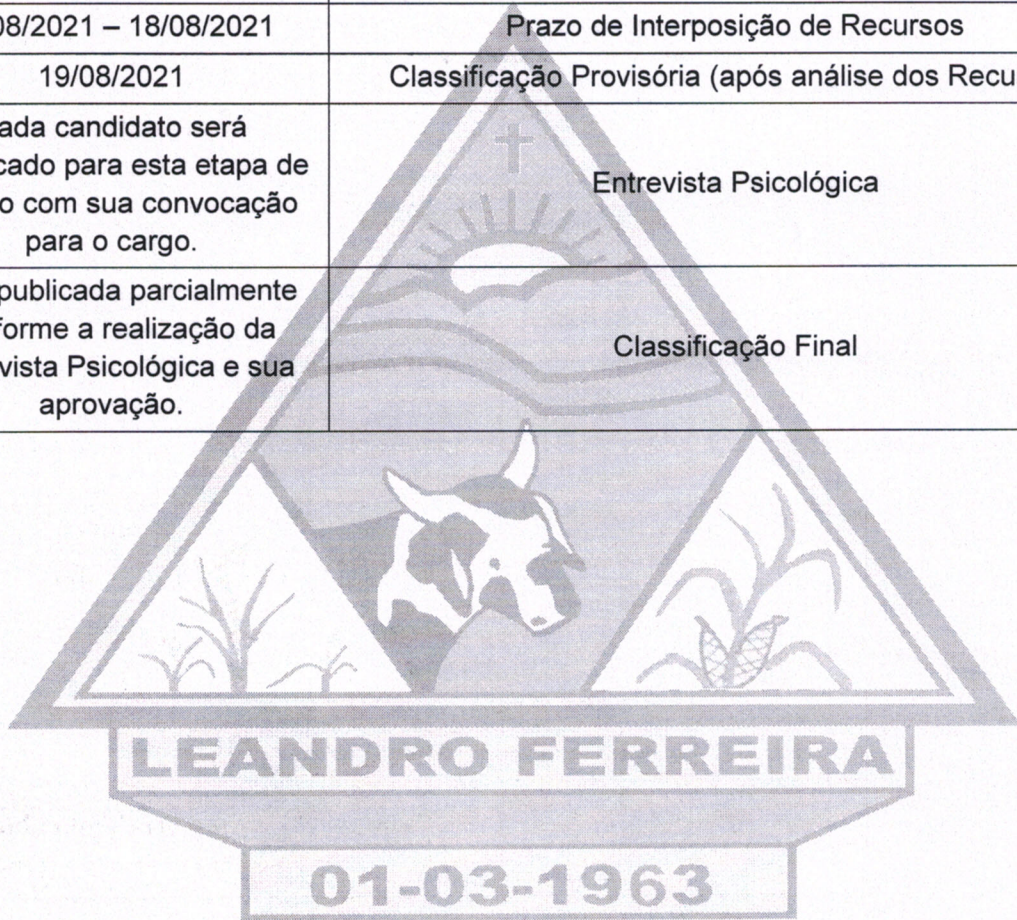 08/2021 – 18/08/2021
Prazo de Interposição de Recursos
19/08/2021
Classificação Provisória (após análise dos Recu
ada candidato será
cado para esta etapa de
o com sua convocação
para o cargo.
Entrevista Psicológica
publicada parcialmente
forme a realização da
vista Psicológica e sua
aprovação.
Classificação Final
LEANDRO FERREIRA
01-03-1963